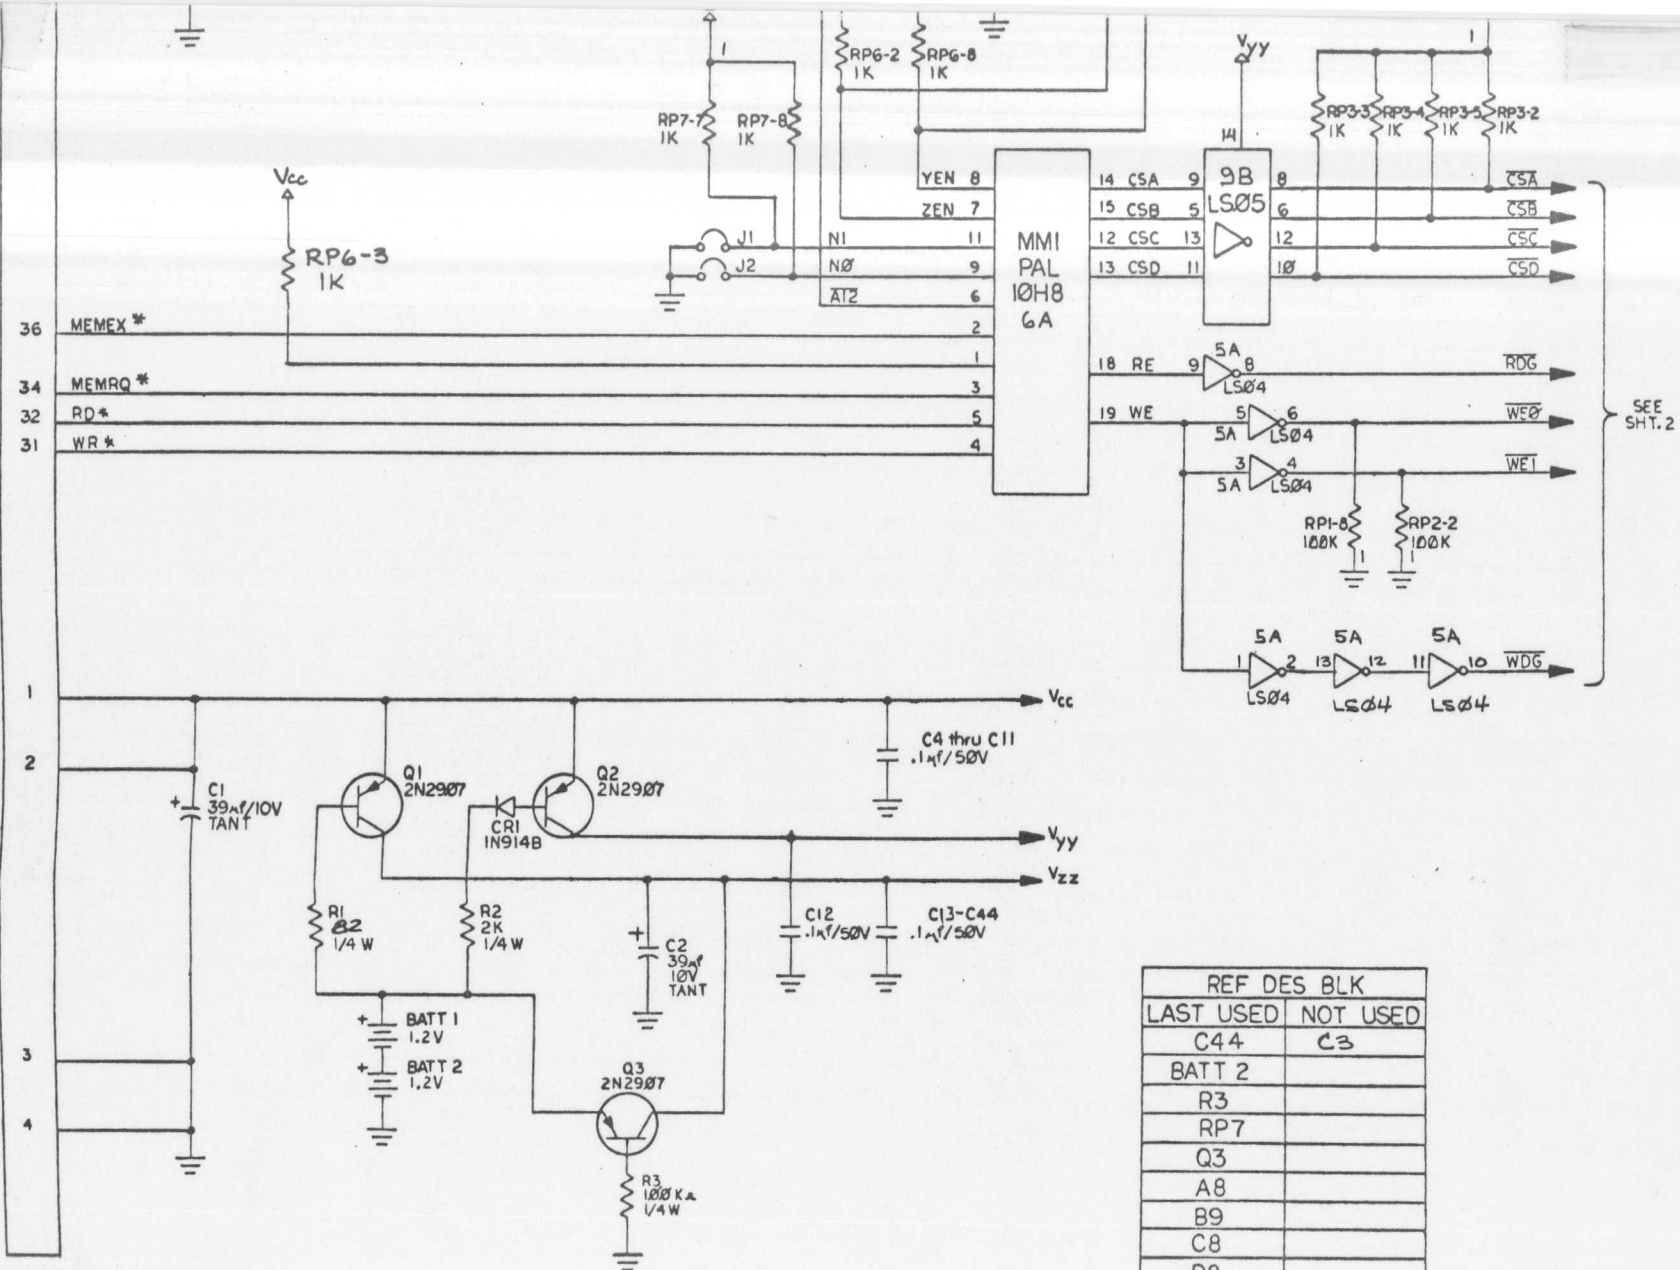 1
RP6-2
1K
RP6-8
1K
Vyy
1
RP7-7
1K
RP7-8
1K
RP3-3
1K
RP3-4
1K
RP3-5
1K
RP3-2
1K
14
Vcc
RP6-3
1K
YEN 8
ZEN 7
J1 N1 11
J2 NØ 9
AT2 6
MMI
PAL
10H8
6A
14 CSA 9
15 CSB 5
12 CSC 13
13 CSD 11
9B
LSØ5
8 CSA
6 CSB
12 CSC
10 CSD
36 MEMEX* 2
1
34 MEMRQ* 3
32 RD* 5
31 WR* 4
18 RE 9
5A
8
LSØ4
RDG
19 WE 5 6 WEØ
5A LSØ4
3 4 WE1
5A LSØ4
SEE
SHT. 2
RP1-8
100K
1
RP2-2
100K
1
5A 5A 5A
1 2 13 12 11 10 WDG
LSØ4 LSØ4 LSØ4
1
Vcc
2
C1
39µf/10V
TANT
Q1
2N2907
Q2
2N2907
CR1
1N914B
C4 thru C11
.1µf/50V
Vyy
Vzz
R1
82
1/4 W
R2
2K
1/4 W
C2
39µf
10V
TANT
C12
.1µf/50V
C13-C44
.1µf/50V
BATT 1
1.2V
BATT 2
1.2V
3
4
Q3
2N2907
R3
100KΩ
1/4W
REF DES BLK
LAST USED NOT USED
C44 C3
BATT 2
R3
RP7
Q3
A8
B9
C8